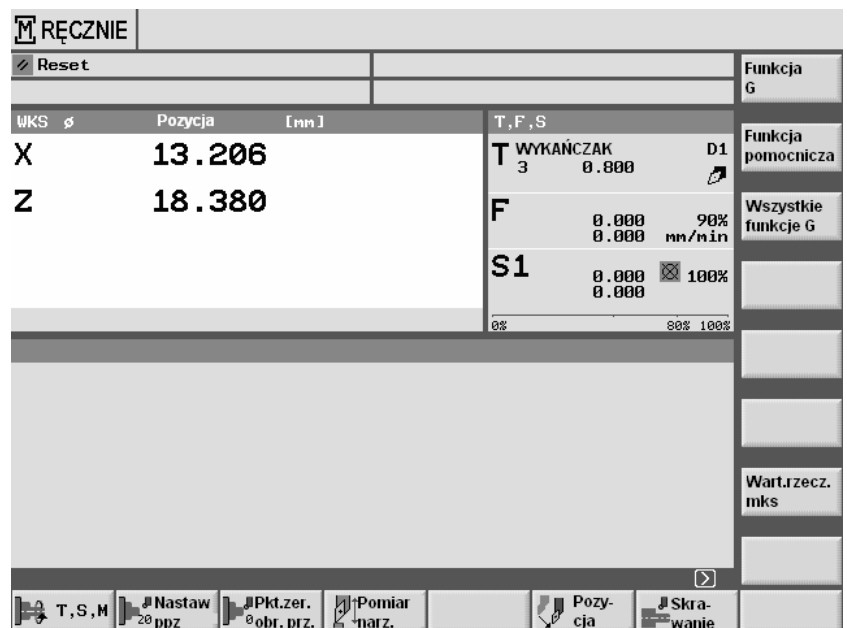 M RĘCZNIE
Reset
WKS ø Pozycja [mm]
X 13.206
Z 18.380
T,F,S
T WYKAŃCZAK D1
3 0.800
F 0.000 90%
0.000 mm/min
S1 0.000 100%
0.000
0% 80% 100%
Funkcja
G
Funkcja
pomocnicza
Wszystkie
funkcje G
Wart.rzecz.
mks
T,S,M
Nastaw
20 ppz
Pkt.zer.
0 obr. prz.
Pomiar
narz.
Pozy-
cja
Skra-
wanie